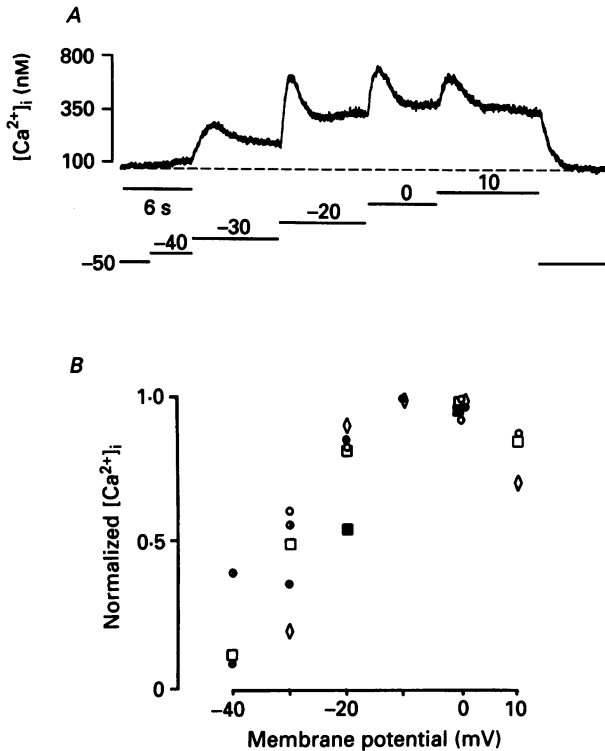 A
[Ca²⁺]ᵢ (nM)
800
350
100
6 s
-50
-40
-30
-20
0
10
B
Normalized [Ca²⁺]ᵢ
1·0
0·5
0
-40
-20
0
10
Membrane potential (mV)